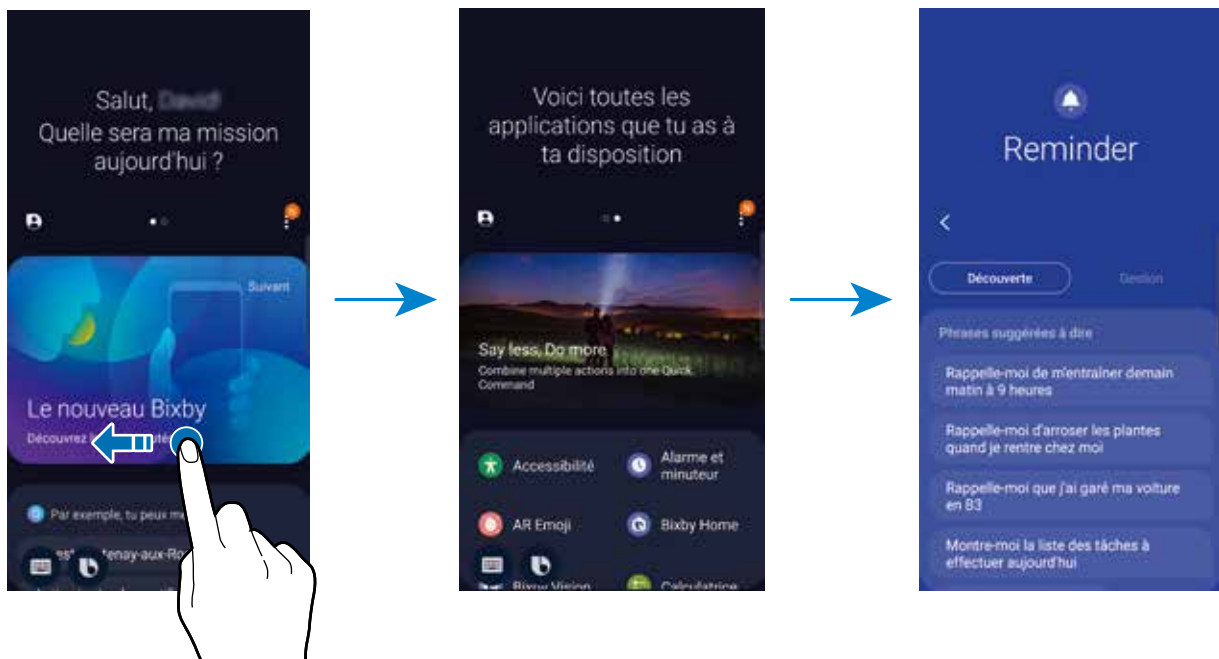 Salut,
Quelle sera ma mission
aujourd'hui ?
N
Suivant
Le nouveau Bixby
Découvrez
Par exemple, tu peux me
Voici toutes les
applications que tu as à
ta disposition
N
Say less, Do more
Combine multiple actions into one Quick
Command
Accessibilité
Alarme et
minuteur
AR Emoji
Bixby Home
Bixby Vision
Calculatrice
Reminder
Découverte
Gestion
Phrases suggérées à dire
Rappelle-moi de m'entraîner demain
matin à 9 heures
Rappelle-moi d'arroser les plantes
quand je rentre chez moi
Rappelle-moi que j'ai garé ma voiture
en B3
Montre-moi la liste des tâches à
effectuer aujourd'hui